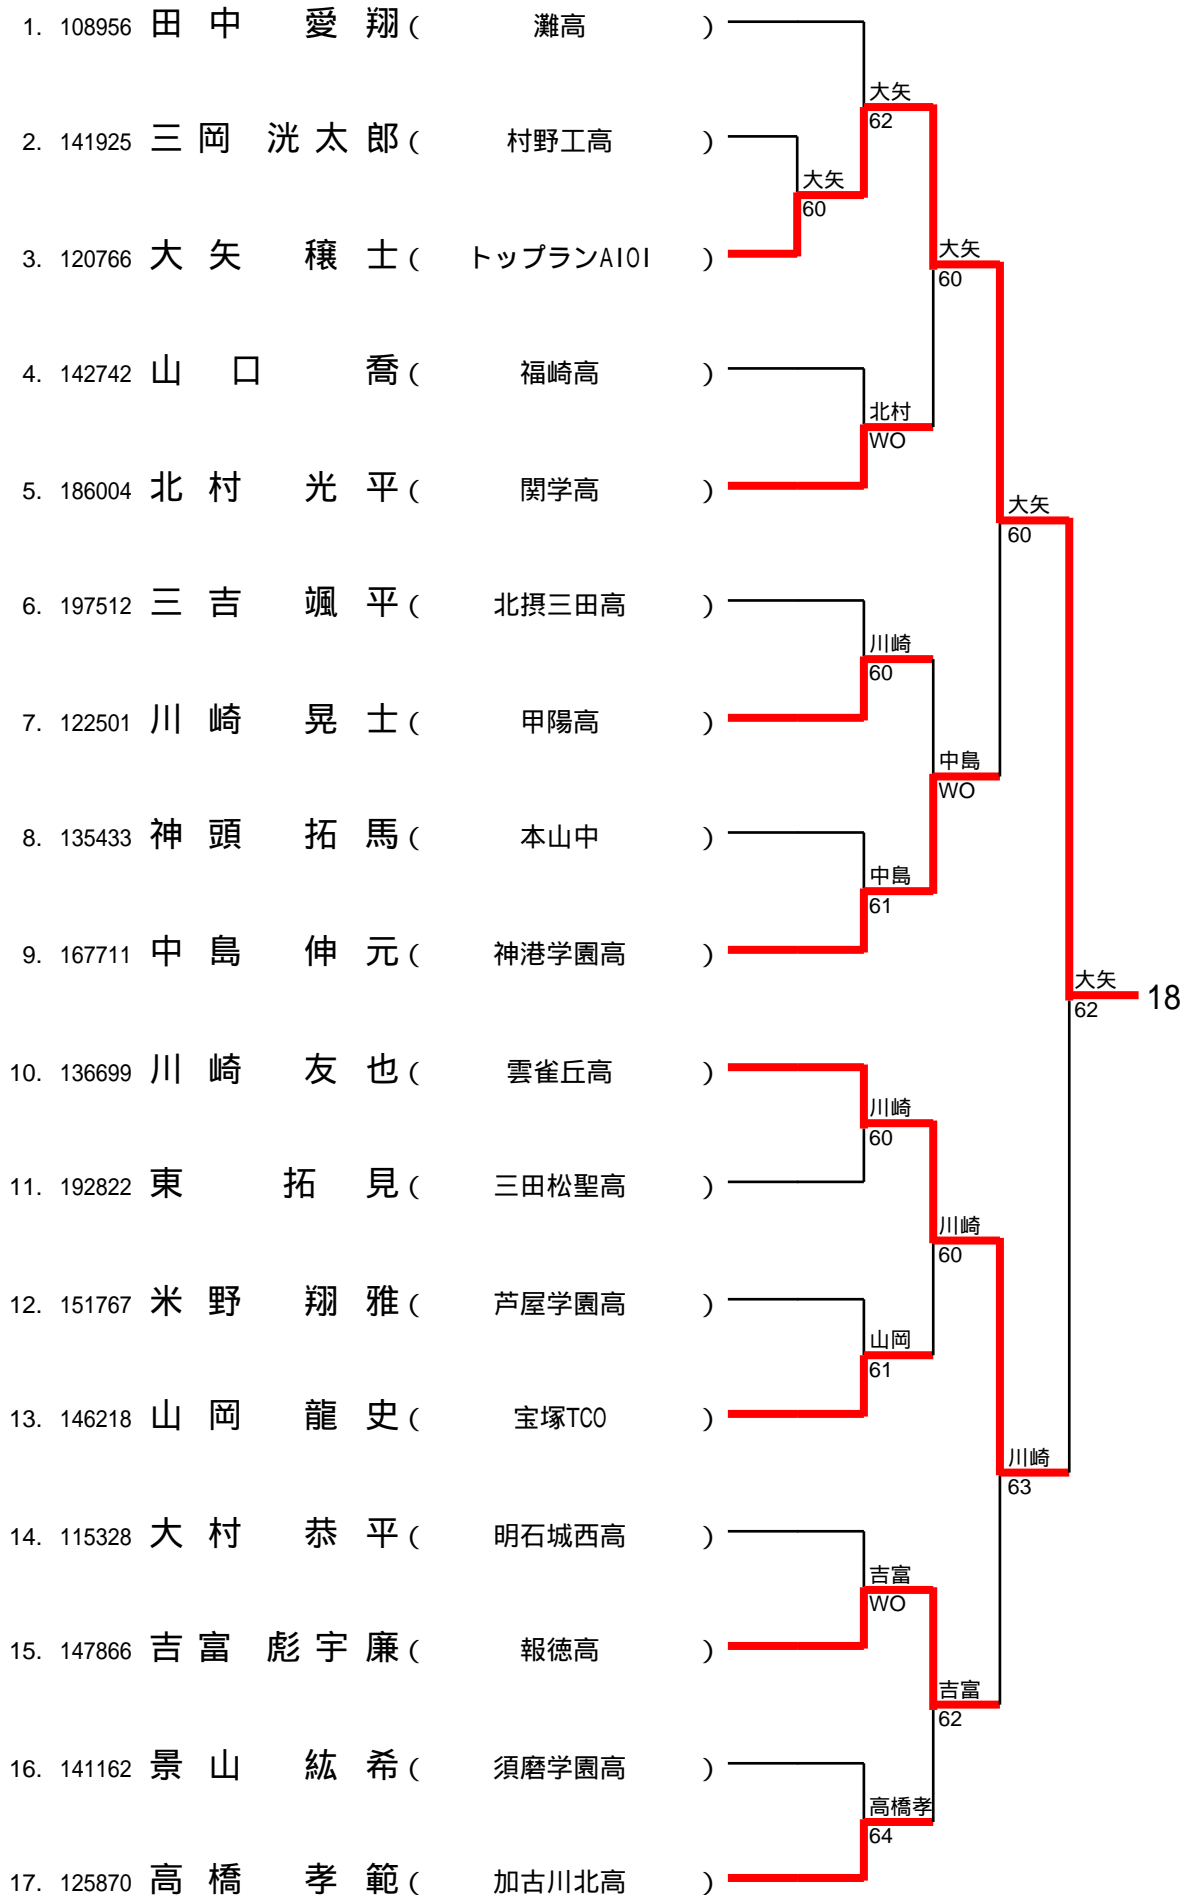 1. 108956 田中 愛翔 ( 灘高 )
大矢
62
2. 141925 三岡 洸太郎 ( 村野工高 )
大矢
60
3. 120766 大矢 穣士 ( トップランAIOI )
大矢
60
4. 142742 山口 喬 ( 福崎高 )
北村
WO
5. 186004 北村 光平 ( 関学高 )
大矢
60
6. 197512 三吉 颯平 ( 北摂三田高 )
川崎
60
7. 122501 川崎 晃士 ( 甲陽高 )
中島
WO
8. 135433 神頭 拓馬 ( 本山中 )
中島
61
9. 167711 中島 伸元 ( 神港学園高 )
大矢
62
18
10. 136699 川崎 友也 ( 雲雀丘高 )
川崎
60
11. 192822 東 拓見 ( 三田松聖高 )
川崎
60
12. 151767 米野 翔雅 ( 芦屋学園高 )
山岡
61
13. 146218 山岡 龍史 ( 宝塚TCO )
川崎
63
14. 115328 大村 恭平 ( 明石城西高 )
吉富
WO
15. 147866 吉富 彪宇廉 ( 報徳高 )
吉富
62
16. 141162 景山 紘希 ( 須磨学園高 )
高橋孝
64
17. 125870 高橋 孝範 ( 加古川北高 )